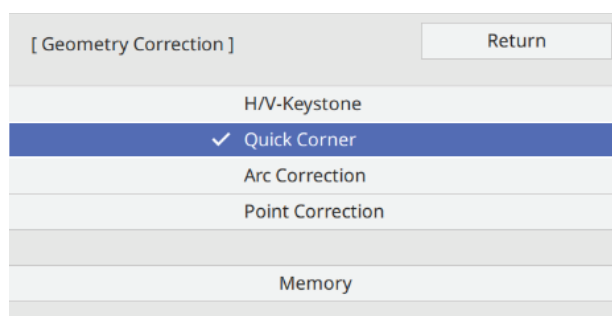 [ Geometry Correction ]
Return
H/V-Keystone
Quick Corner
Arc Correction
Point Correction
Memory